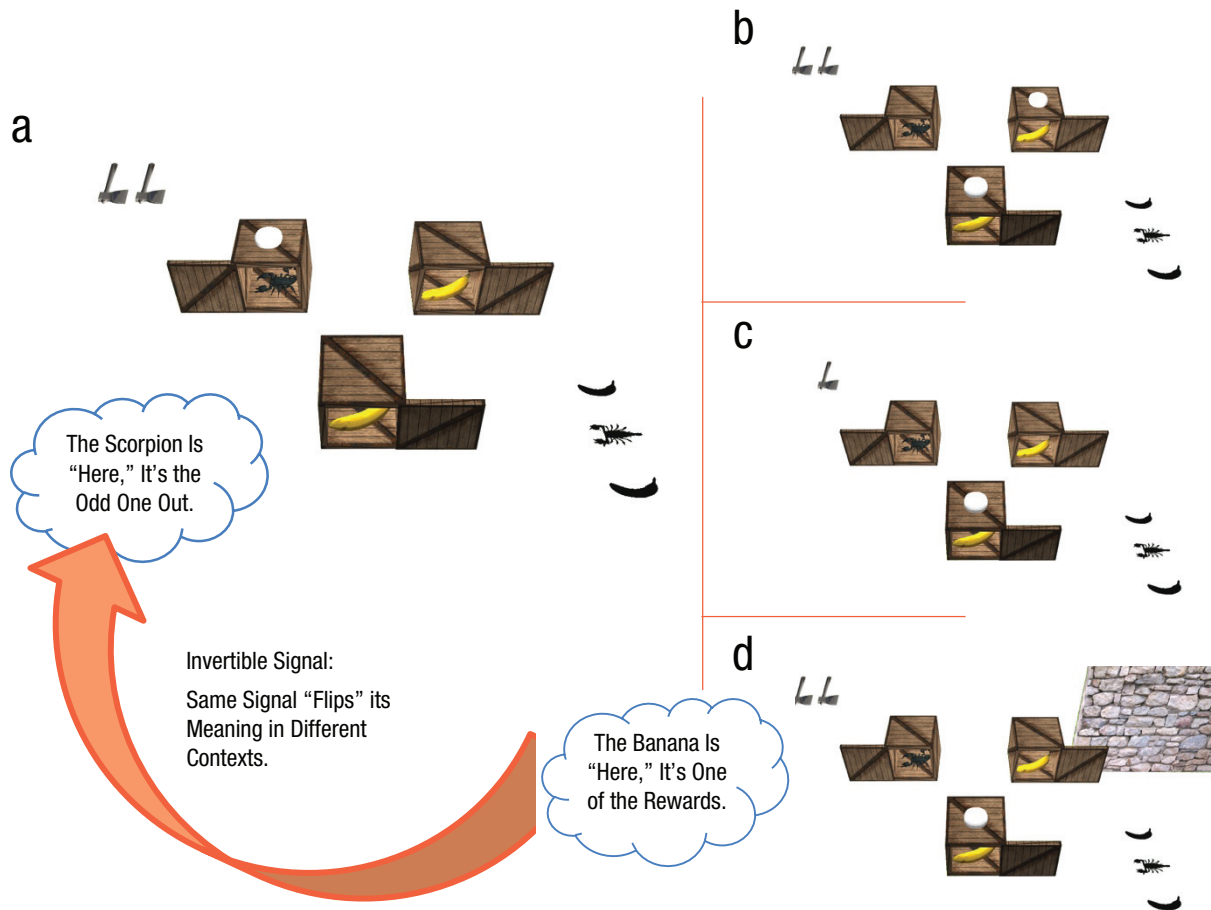 a
The Scorpion Is
“Here,” It’s the
Odd One Out.
Invertible Signal:
Same Signal “Flips” its
Meaning in Different
Contexts.
The Banana Is
“Here,” It’s One
of the Rewards.
b
c
d